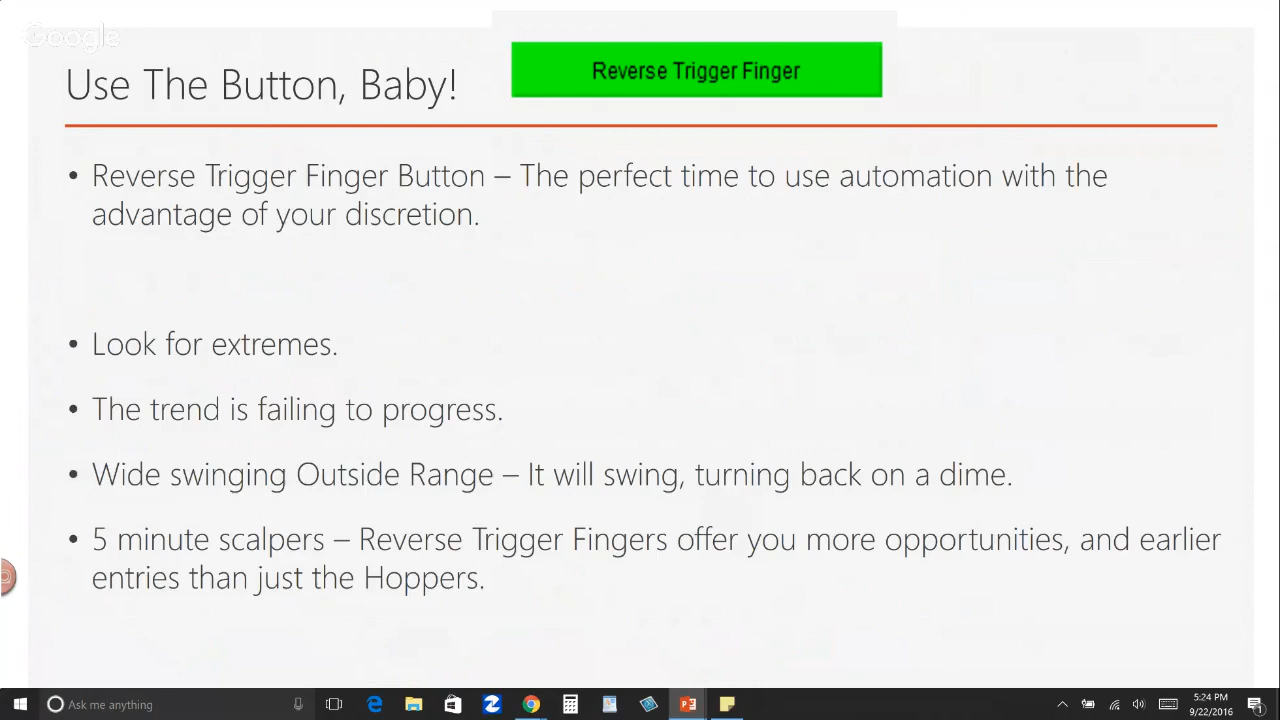 Google
Reverse Trigger Finger
Use The Button, Baby!
• Reverse Trigger Finger Button – The perfect time to use automation with the
advantage of your discretion.
• Look for extremes.
• The trend is failing to progress.
• Wide swinging Outside Range – It will swing, turning back on a dime.
• 5 minute scalpers – Reverse Trigger Fingers offer you more opportunities, and earlier
entries than just the Hoppers.
Ask me anything
5:24 PM
9/22/2016